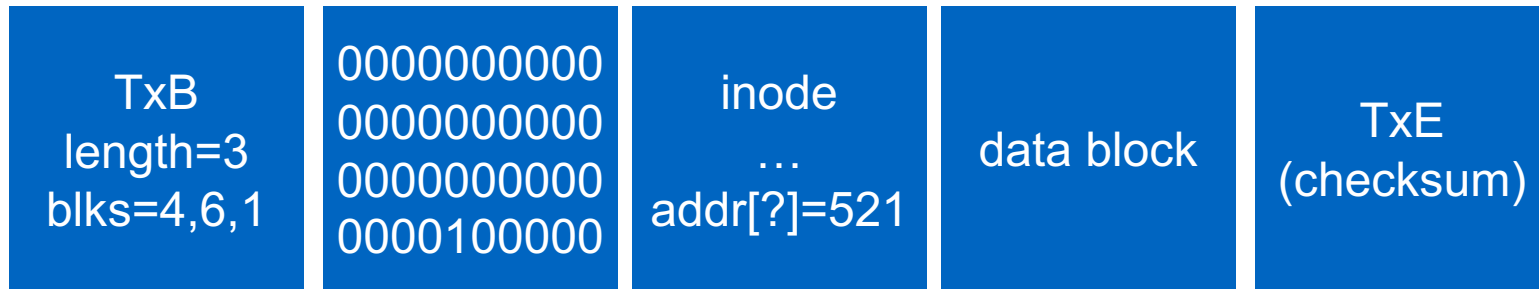 TxB
length=3
blks=4,6,1
0000000000
0000000000
0000000000
0000100000
inode
…
addr[?]=521
data block
TxE
(checksum)